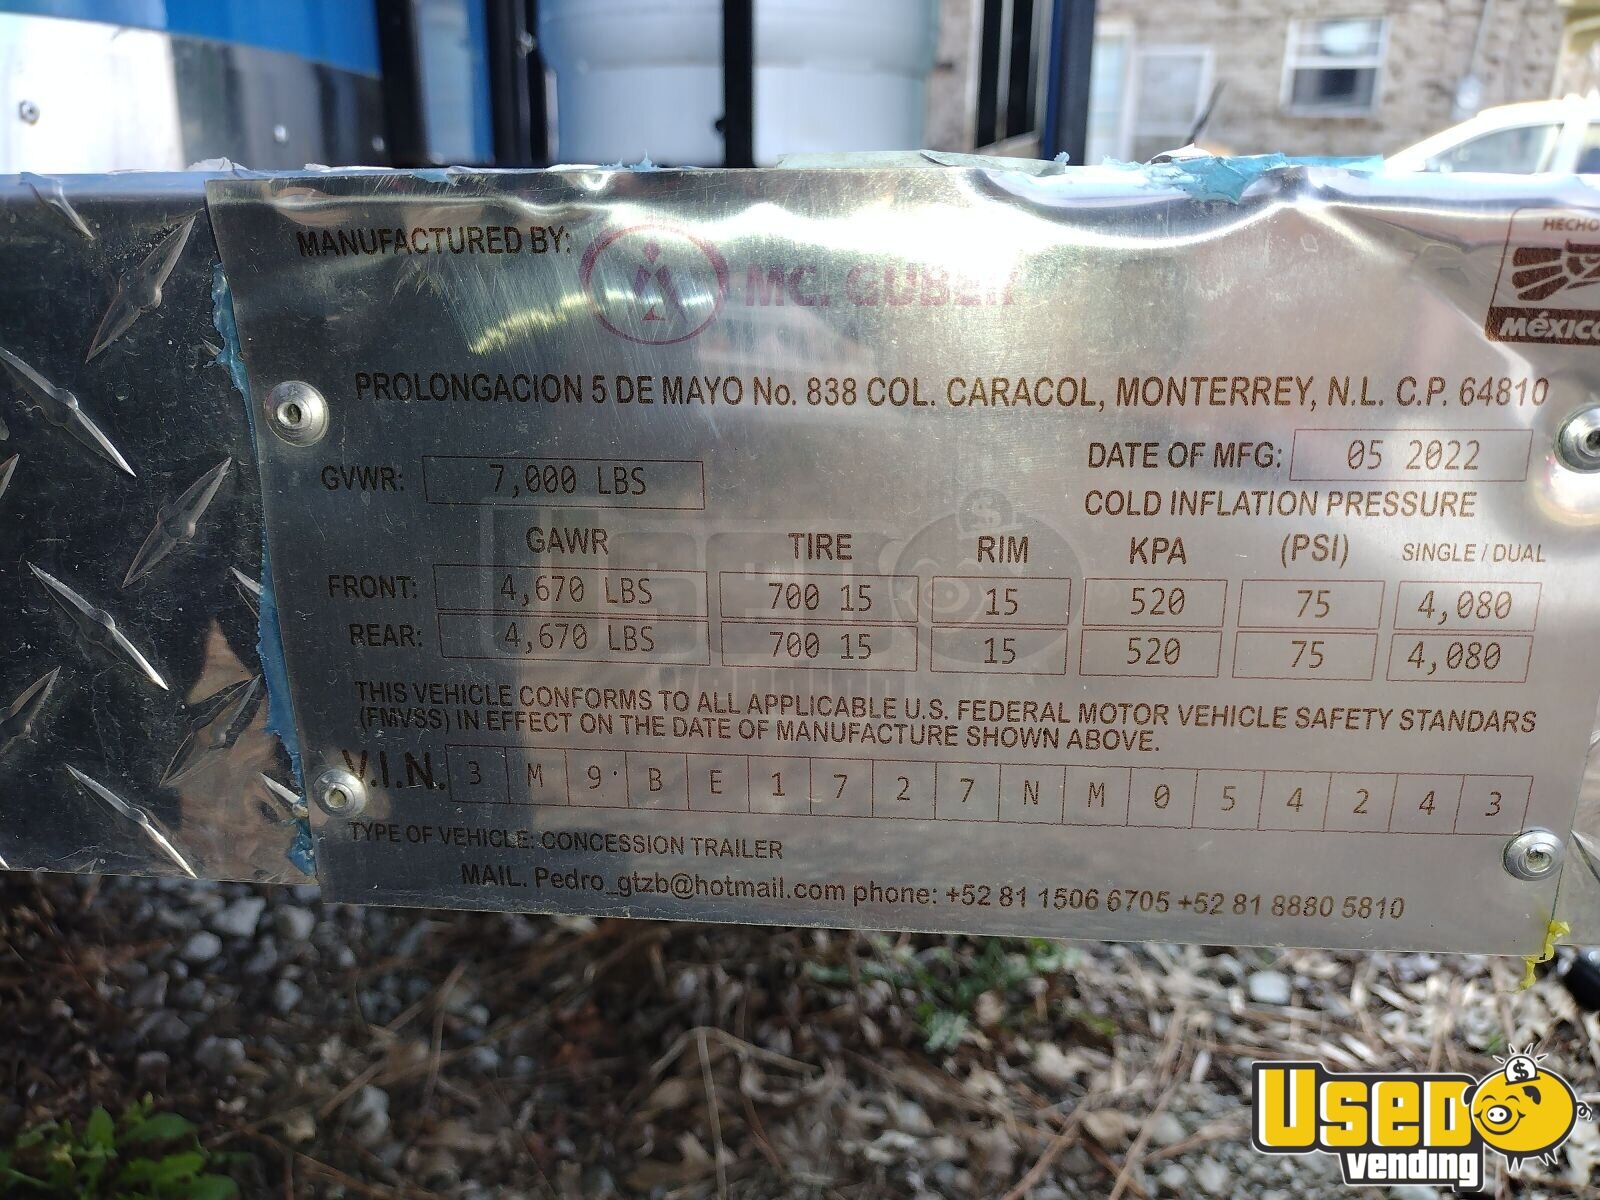 MANUFACTURED BY: MC. GUBER
HECHO
MÉXICO
PROLONGACION 5 DE MAYO No. 838 COL. CARACOL, MONTERREY, N.L. C.P. 64810
DATE OF MFG: 05 2022
GVWR: 7,000 LBS
COLD INFLATION PRESSURE
GAWR TIRE RIM KPA (PSI) SINGLE / DUAL
FRONT: 4,670 LBS 700 15 15 520 75 4,080
REAR: 4,670 LBS 700 15 15 520 75 4,080
THIS VEHICLE CONFORMS TO ALL APPLICABLE U.S. FEDERAL MOTOR VEHICLE SAFETY STANDARS
(FMVSS) IN EFFECT ON THE DATE OF MANUFACTURE SHOWN ABOVE.
V.I.N. 3 M 9 B E 1 7 2 7 N M 0 5 4 2 4 3
TYPE OF VEHICLE: CONCESSION TRAILER
MAIL. Pedro_gtzb@hotmail.com phone: +52 81 1506 6705 +52 81 8880 5810
USED
vending